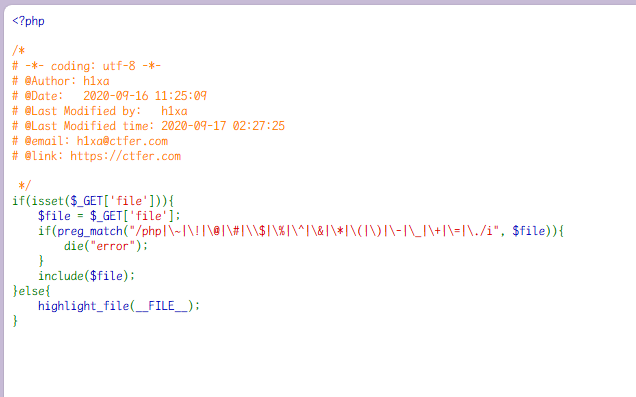 <?php
/*
# -*- coding: utf-8 -*-
# @Author: h1xa
# @Date:   2020-09-16 11:25:09
# @Last Modified by:   h1xa
# @Last Modified time: 2020-09-17 02:27:25
# @email: h1xa@ctfer.com
# @link: https://ctfer.com
*/
if(isset($_GET['file'])){
    $file = $_GET['file'];
    if(preg_match("/php|\~|\!|\@|\#|\\$|\%|\^|\&|\*|\(|\)|\-|\_|\+|\=|\./i", $file)){
        die("error");
    }
    include($file);
}else{
    highlight_file(__FILE__);
}